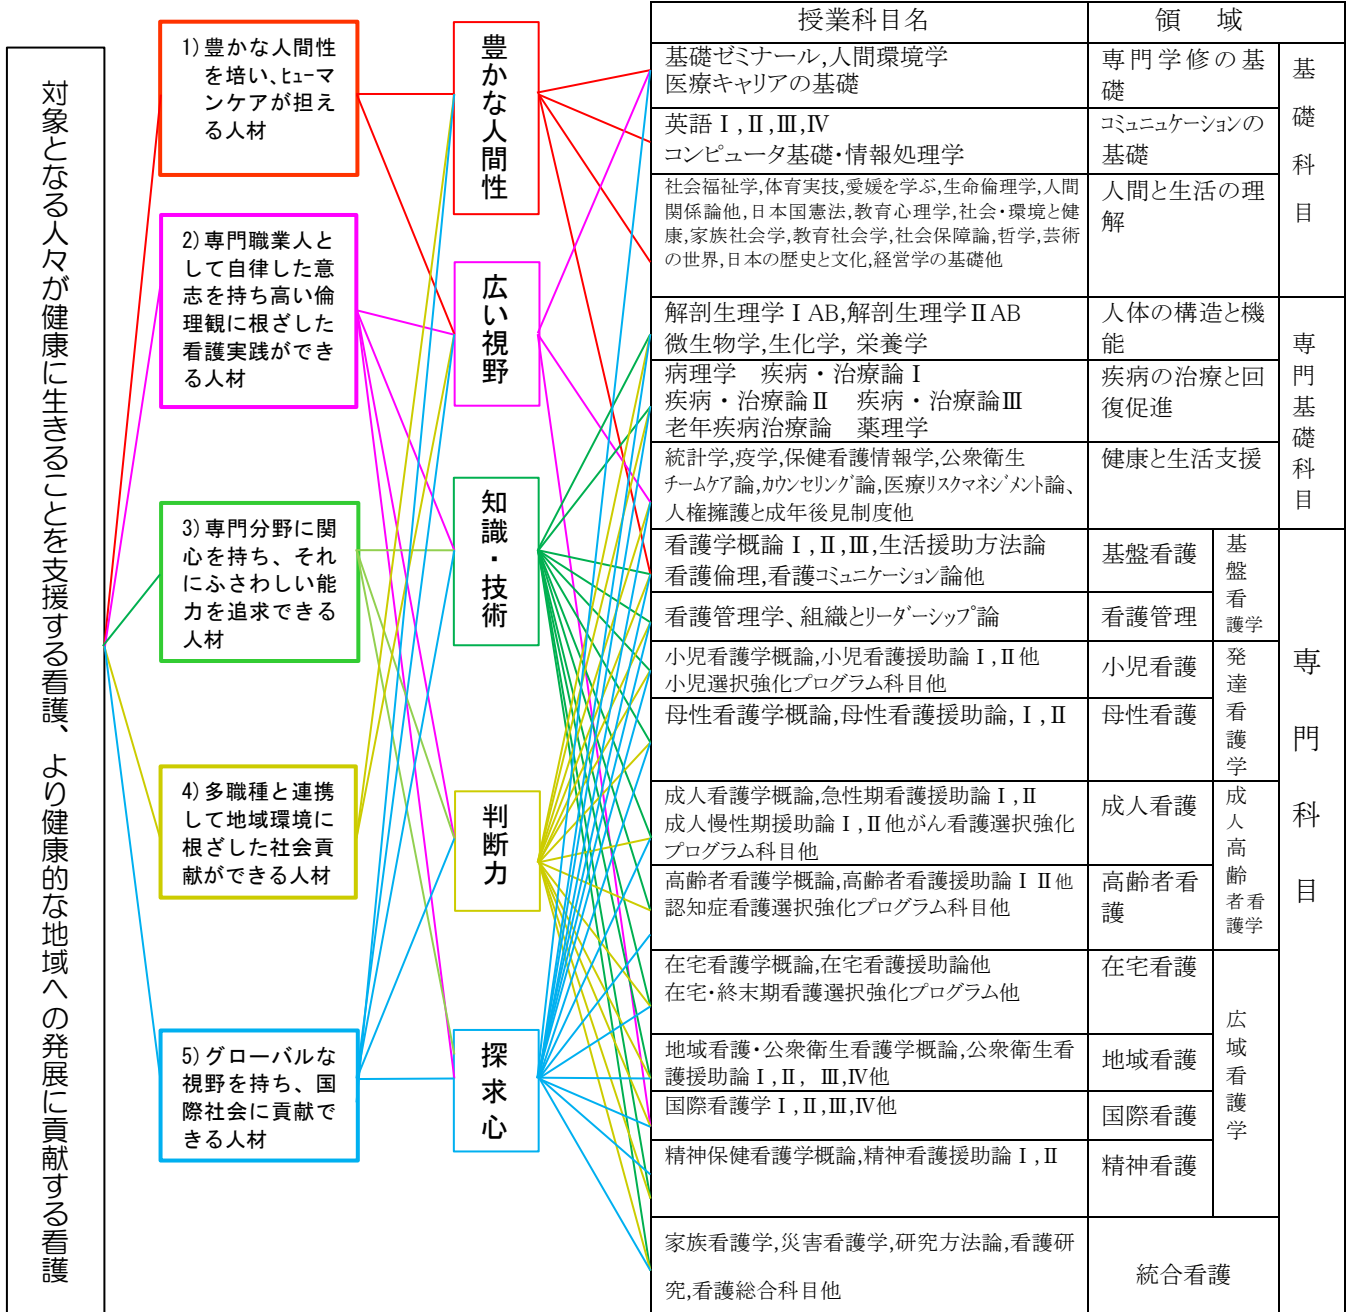 対象となる人々が健康に生きることを支援する看護、より健康的な地域への発展に貢献する看護
1)豊かな人間性
を培い、ﾋｭｰマ
ンケアが担え
る人材
2)専門職業人と
して自律した意
志を持ち高い倫
理観に根ざした
看護実践ができ
る人材
3)専門分野に関
心を持ち、それ
にふさわしい能
力を追求できる
人材
4)多職種と連携
して地域環境に
根ざした社会貢
献ができる人材
5)グローバルな
視野を持ち、国
際社会に貢献で
きる人材
豊かな人間性
広い視野
知識・技術
判断力
探求心
授業科目名
領　域
基礎ゼミナール,人間環境学
医療キャリアの基礎
専門学修の基
礎
基礎科目
英語Ⅰ,Ⅱ,Ⅲ,Ⅳ
コンピュータ基礎・情報処理学
コミュニュケーションの
基礎
社会福祉学,体育実技,愛媛を学ぶ,生命倫理学,人間
関係論他,日本国憲法,教育心理学,社会・環境と健
康,家族社会学,教育社会学,社会保障論,哲学,芸術
の世界,日本の歴史と文化,経営学の基礎他
人間と生活の理
解
解剖生理学ⅠAB,解剖生理学ⅡAB
微生物学,生化学, 栄養学
人体の構造と機
能
専門基礎科目
病理学　疾病・治療論Ⅰ
疾病・治療論Ⅱ　疾病・治療論Ⅲ
老年疾病治療論　薬理学
疾病の治療と回
復促進
統計学,疫学,保健看護情報学,公衆衛生
チームケア論,カウンセリング論,医療リスクマネジメント論、
人権擁護と成年後見制度他
健康と生活支援
看護学概論Ⅰ,Ⅱ,Ⅲ,生活援助方法論
看護倫理,看護コミュニケーション論他
基盤看護
基盤看護学
専門科目
看護管理学、組織とリーダーシップ論
看護管理
小児看護学概論,小児看護援助論Ⅰ,Ⅱ他
小児選択強化プログラム科目他
小児看護
発達看護学
母性看護学概論,母性看護援助論,Ⅰ,Ⅱ
母性看護
成人看護学概論,急性期看護援助論Ⅰ,Ⅱ
成人慢性期援助論Ⅰ,Ⅱ他がん看護選択強化
プログラム科目他
成人看護
成人高齢者看護学
高齢者看護学概論,高齢者看護援助論Ⅰ Ⅱ他
認知症看護選択強化プログラム科目他
高齢者看
護
在宅看護学概論,在宅看護援助論他
在宅・終末期看護選択強化プログラム他
在宅看護
広域看護学
地域看護・公衆衛生看護学概論,公衆衛生看
護援助論Ⅰ,Ⅱ, Ⅲ,Ⅳ他
地域看護
国際看護学Ⅰ,Ⅱ,Ⅲ,Ⅳ他
国際看護
精神保健看護学概論,精神看護援助論Ⅰ,Ⅱ
精神看護
家族看護学,災害看護学,研究方法論,看護研
究,看護総合科目他
統合看護